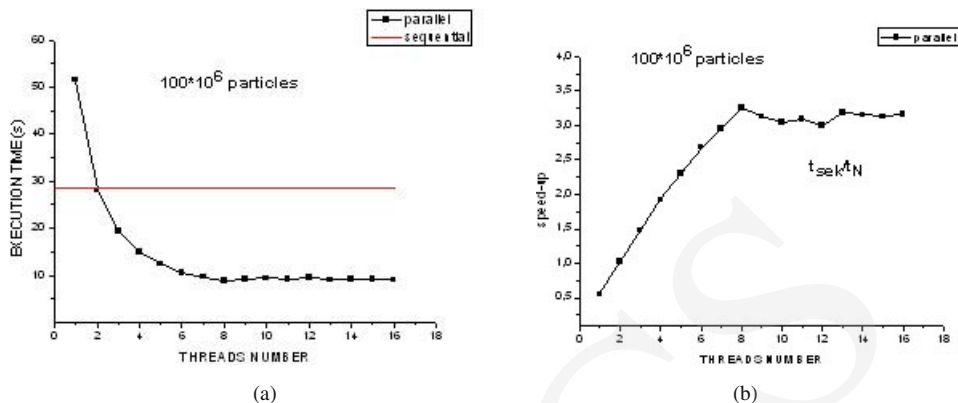 parallel
sequential
100*10^6 particles
60
50
40
30
20
10
EXECUTION TIME(s)
0 2 4 6 8 10 12 14 16 18
THREADS NUMBER
(a)
parallel
100*10^6 particles
4,0
3,5
3,0
2,5
2,0
1,5
1,0
0,5
speed-up
t_sek/t_N
0 2 4 6 8 10 12 14 16 18
THREADS NUMBER
(b)